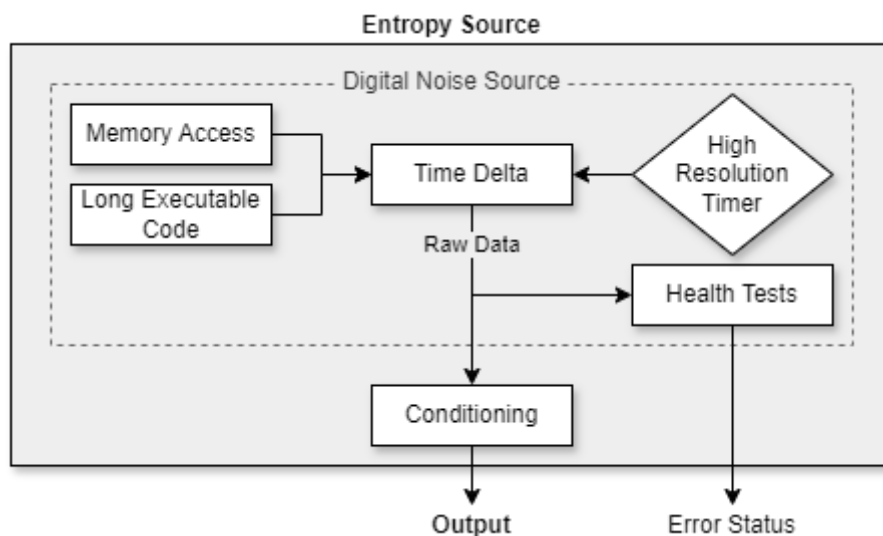 Entropy Source
Digital Noise Source
Memory Access
Long Executable
Code
Time Delta
High
Resolution
Timer
Raw Data
Health Tests
Conditioning
Output
Error Status